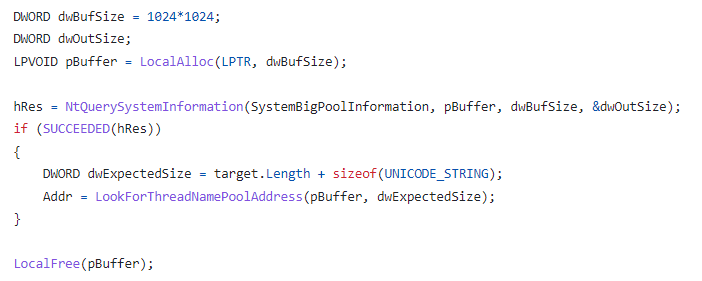 DWORD dwBufSize = 1024*1024;
DWORD dwOutSize;
LPVOID pBuffer = LocalAlloc(LPTR, dwBufSize);
hRes = NtQuerySystemInformation(SystemBigPoolInformation, pBuffer, dwBufSize, &dwOutSize);
if (SUCCEEDED(hRes))
{
DWORD dwExpectedSize = target.Length + sizeof(UNICODE_STRING);
Addr = LookForThreadNamePoolAddress(pBuffer, dwExpectedSize);
}
LocalFree(pBuffer);